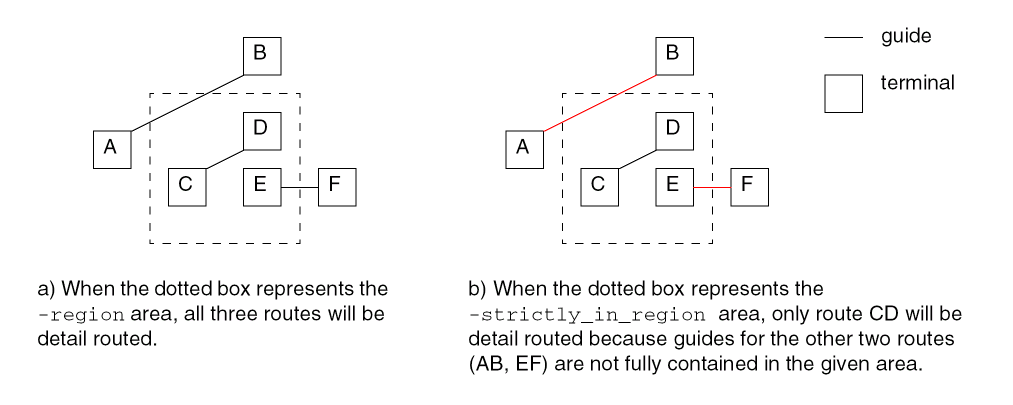 B
D
A
C
E
F
B
D
A
C
E
F
guide
terminal
a) When the dotted box represents the
-region area, all three routes will be
detail routed.
b) When the dotted box represents the
-strictly_in_region area, only route CD will be
detail routed because guides for the other two routes
(AB, EF) are not fully contained in the given area.